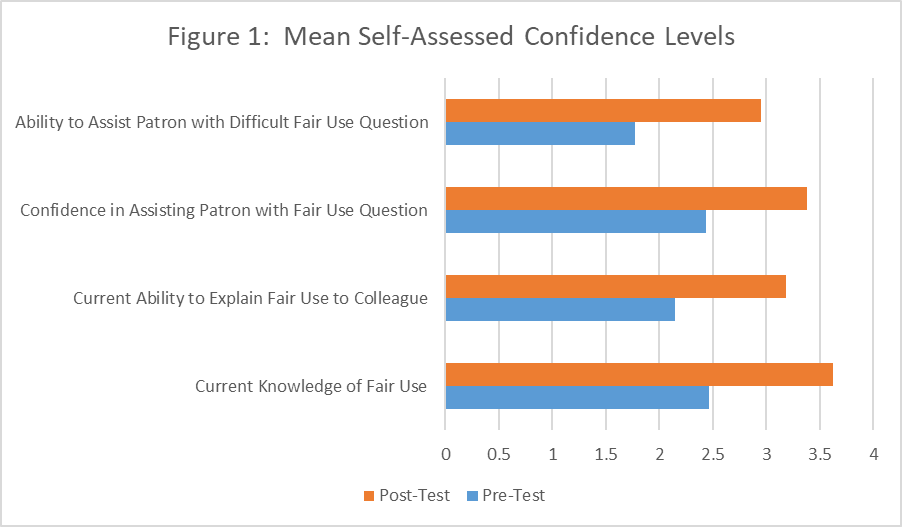 Figure 1:  Mean Self-Assessed Confidence Levels
Ability to Assist Patron with Difficult Fair Use Question
Confidence in Assisting Patron with Fair Use Question
Current Ability to Explain Fair Use to Colleague
Current Knowledge of Fair Use
0 0.5 1 1.5 2 2.5 3 3.5 4
Post-Test Pre-Test